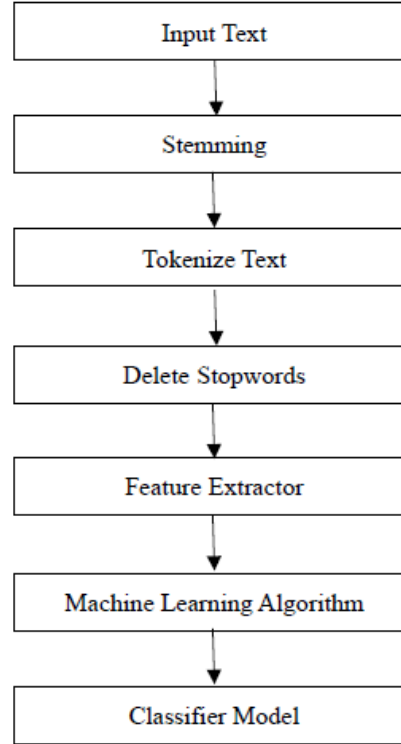 Input Text
Stemming
Tokenize Text
Delete Stopwords
Feature Extractor
Machine Learning Algorithm
Classifier Model